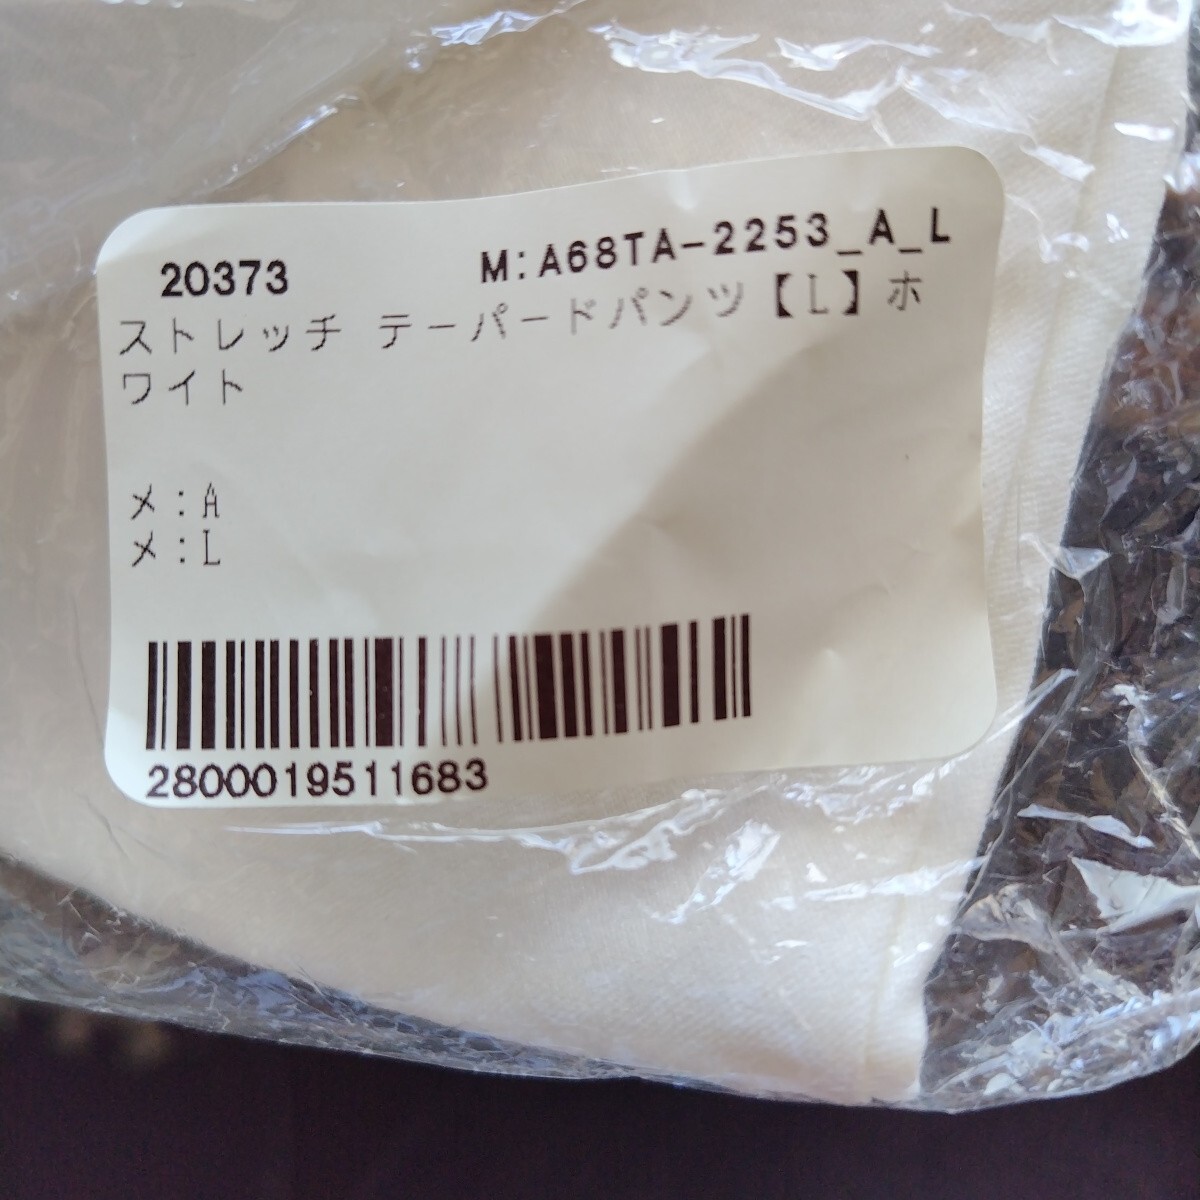 20373 M:A68TA-2253_A_L
ストレッチ テーパードパンツ【L】ホ
ワイト
メ:A
メ:L
2800019511683